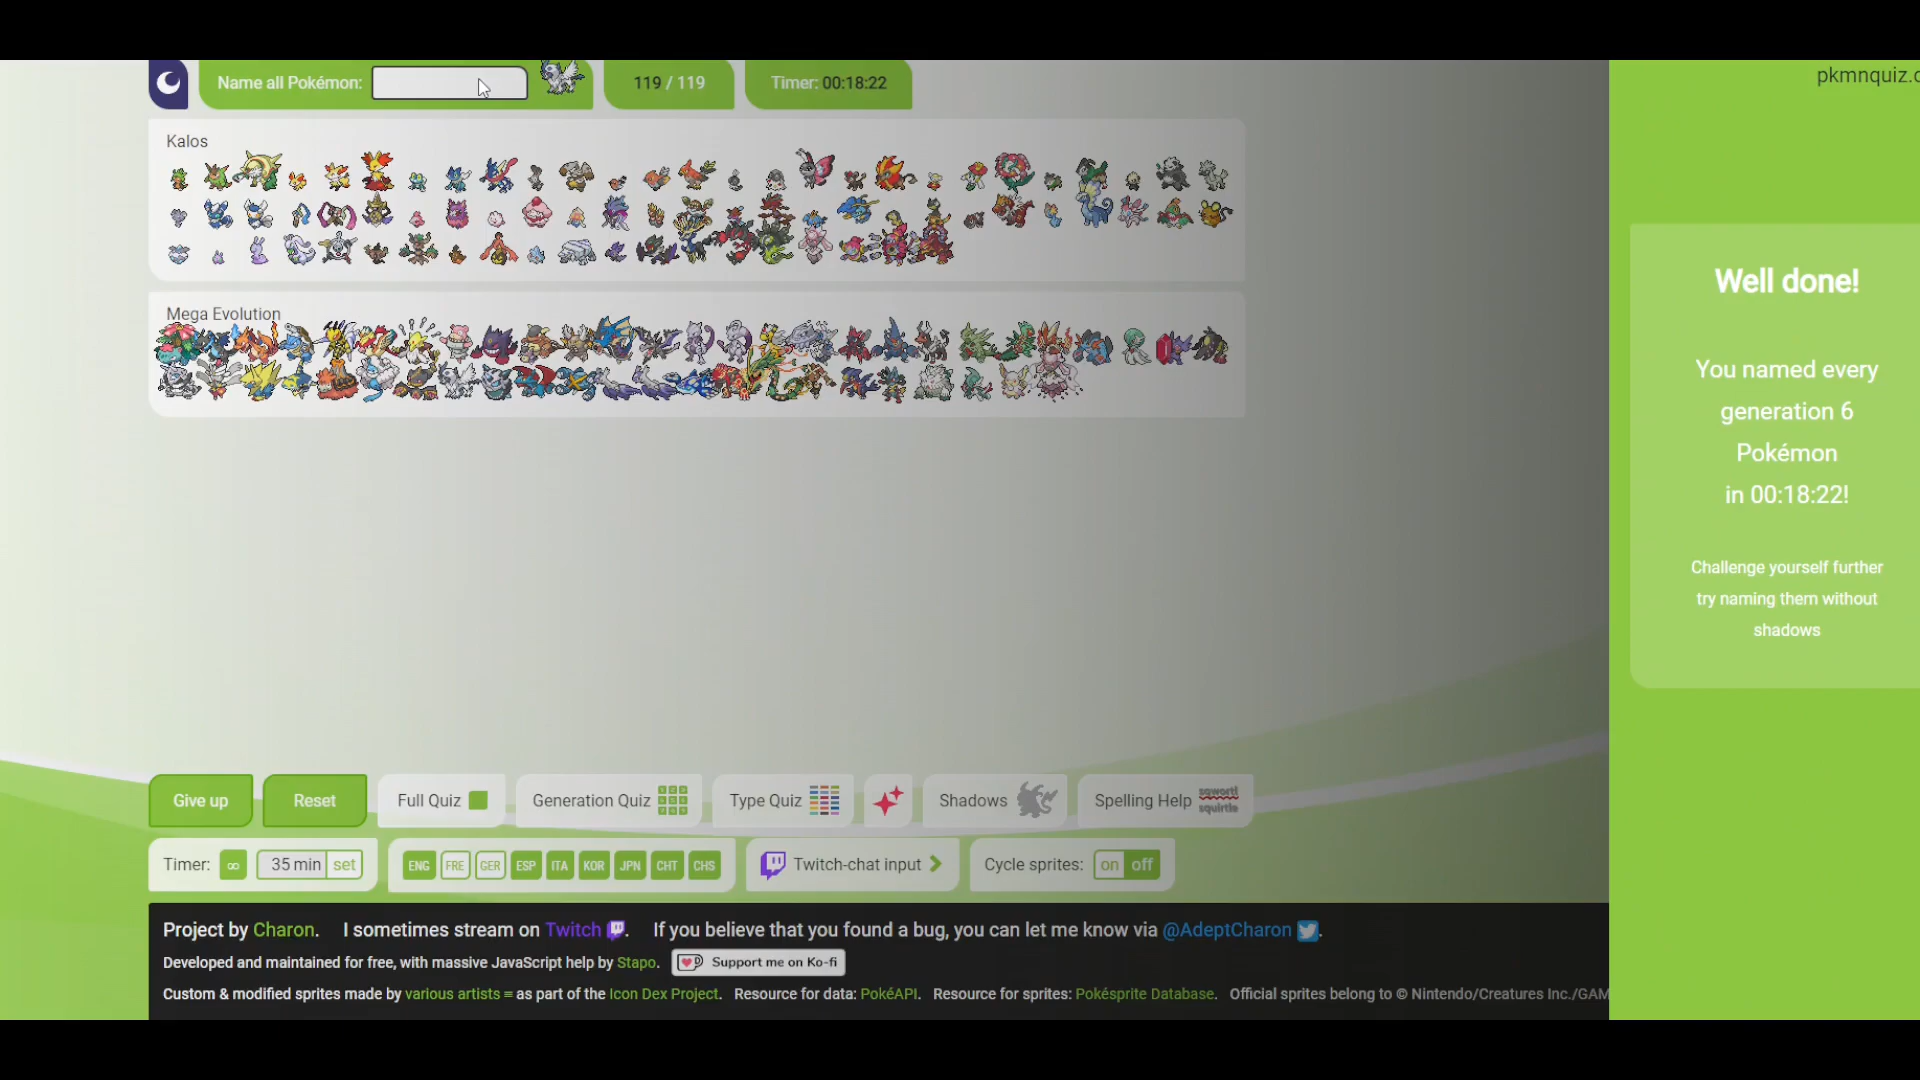 Name all Pokémon:
119 / 119
Timer: 00:18:22
pkmnquiz.c
Kalos
Mega Evolution
Well done!
You named every
generation 6
Pokémon
in 00:18:22!
Challenge yourself further
try naming them without
shadows
Give up
Reset
Full Quiz
Generation Quiz
Type Quiz
Shadows
Spelling Help
sqwortl
squirtle
Timer: ∞ 35 min set
ENG FRE GER ESP ITA KOR JPN CHT CHS
Twitch-chat input
Cycle sprites: on off
Project by Charon. I sometimes stream on Twitch . If you believe that you found a bug, you can let me know via @AdeptCharon .
Developed and maintained for free, with massive JavaScript help by Stapo. Support me on Ko-fi
Custom & modified sprites made by various artists = as part of the Icon Dex Project. Resource for data: PokéAPI. Resource for sprites: Pokésprite Database. Official sprites belong to © Nintendo/Creatures Inc./GAM